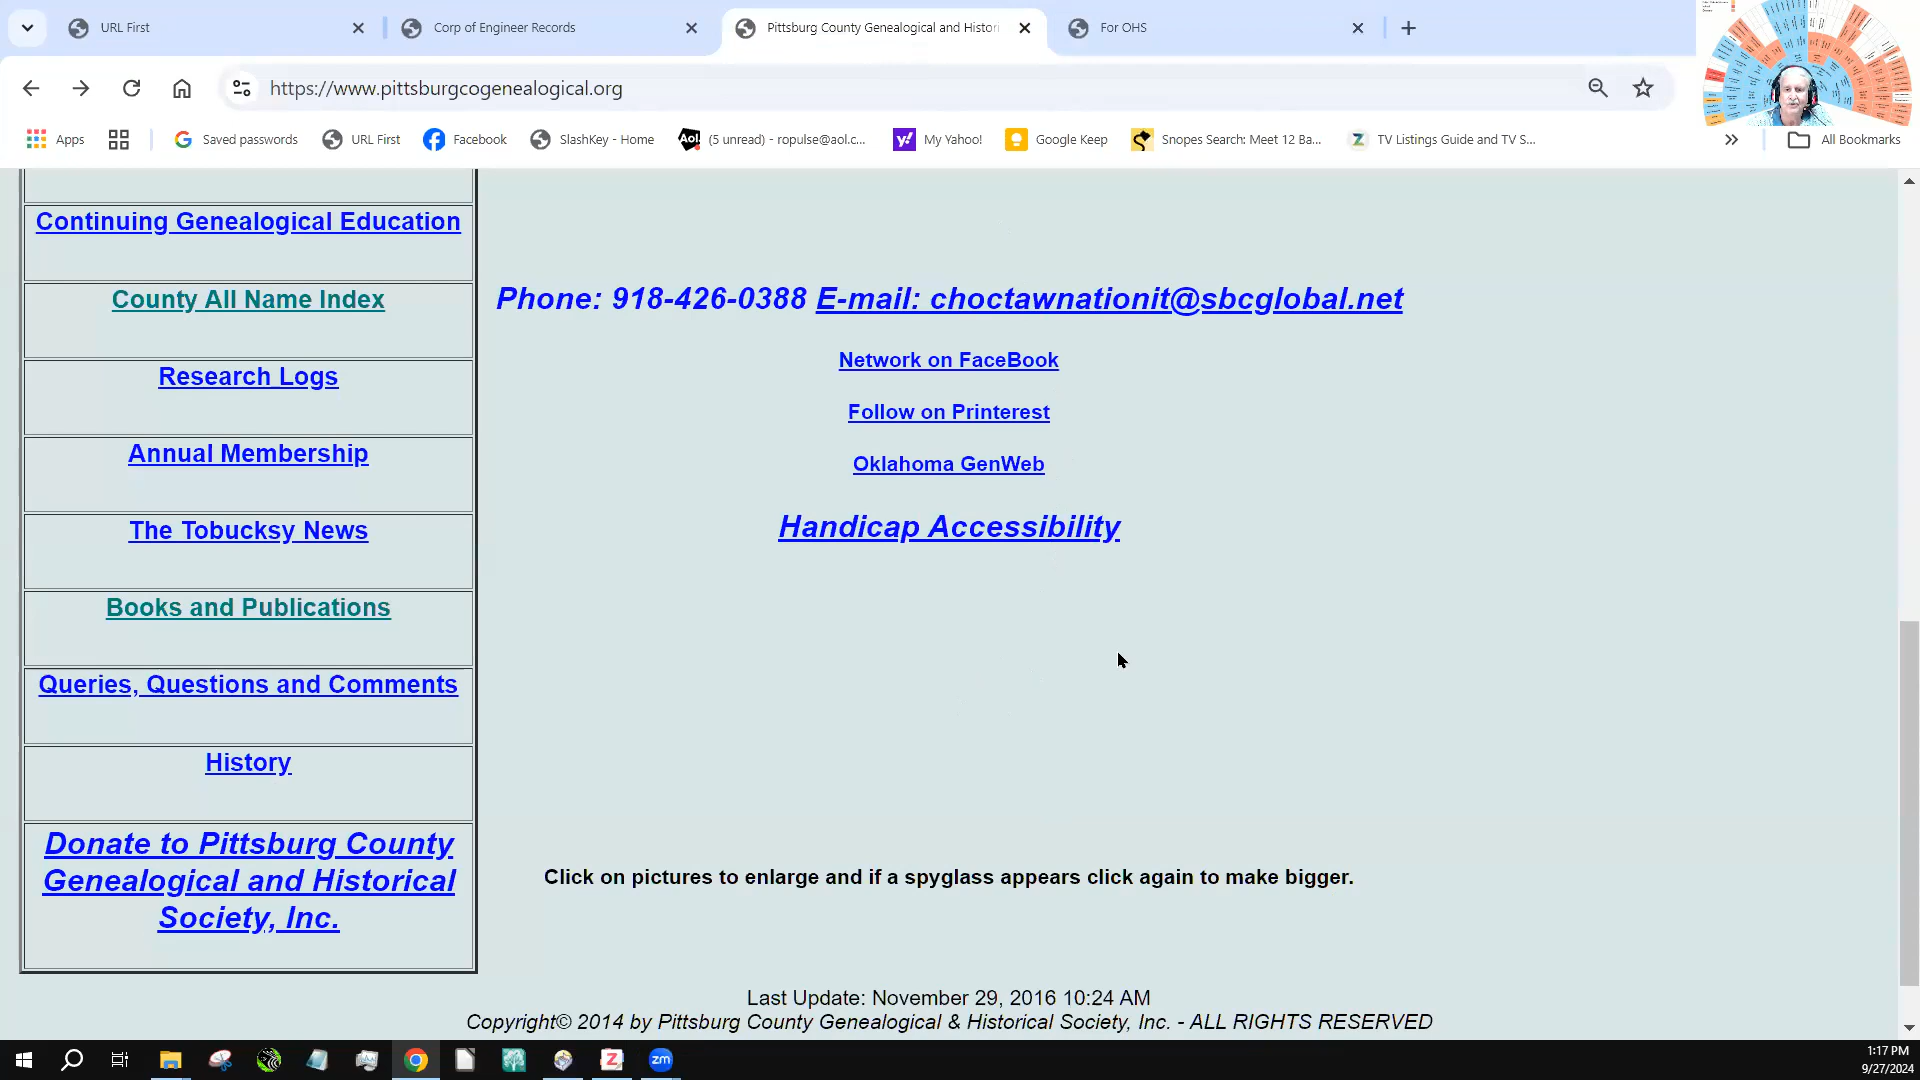 URL First
Corp of Engineer Records
Pittsburg County Genealogical and Histor
For OHS
https://www.pittsburgcogenealogical.org
Apps
Saved passwords
URL First
Facebook
SlashKey - Home
Aol.
(5 unread) - ropulse@aol.c...
My Yahoo!
Google Keep
Snopes Search: Meet 12 Ba...
TV Listings Guide and TV S...
All Bookmarks
Continuing Genealogical Education
County All Name Index
Research Logs
Annual Membership
The Tobucksy News
Books and Publications
Queries, Questions and Comments
History
Donate to Pittsburg County
Genealogical and Historical
Society, Inc.
Phone: 918-426-0388 E-mail: choctawnationit@sbcglobal.net
Network on FaceBook
Follow on Printerest
Oklahoma GenWeb
Handicap Accessibility
Click on pictures to enlarge and if a spyglass appears click again to make bigger.
Last Update: November 29, 2016 10:24 AM
Copyright© 2014 by Pittsburg County Genealogical & Historical Society, Inc. - ALL RIGHTS RESERVED
zm
1:17 PM
9/27/2024